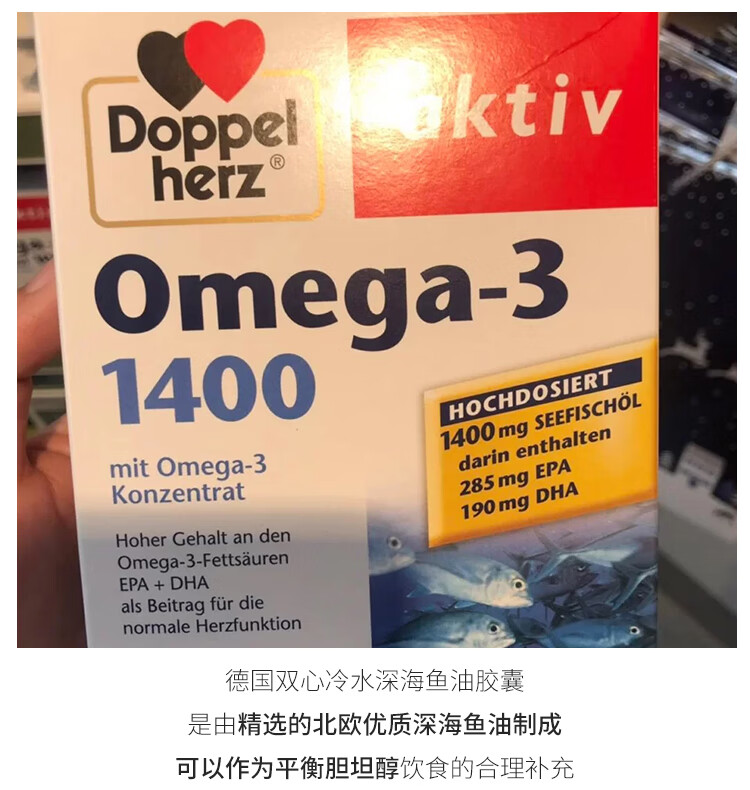 Doppel
herz®
aktiv
Omega-3
1400
HOCHDOSIERT
1400 mg SEEFISCHÖL
darin enthalten
285 mg EPA
190 mg DHA
mit Omega-3
Konzentrat
Hoher Gehalt an den
Omega-3-Fettsäuren
EPA + DHA
als Beitrag für die
normale Herzfunktion
德国双心冷水深海鱼油胶囊
是由精选的北欧优质深海鱼油制成
可以作为平衡胆坦醇饮食的合理补充